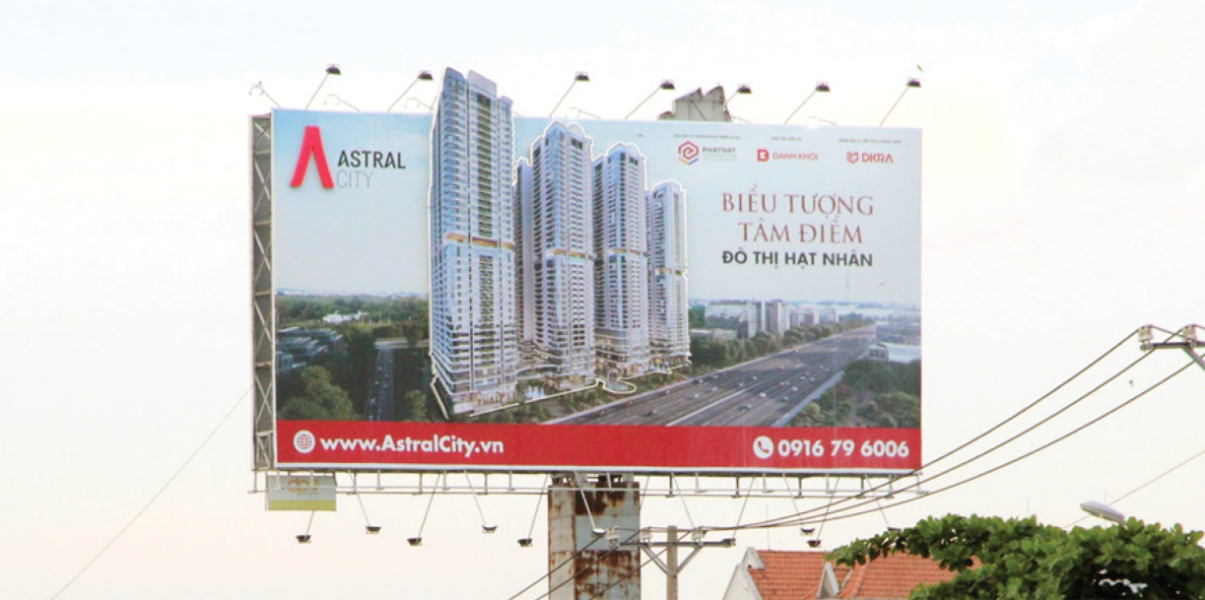 ASTRAL
CITY
PHATDAT
DANH KHÔI
DKRA
BIỂU TƯỢNG
TÂM ĐIỂM
ĐÔ THỊ HẠT NHÂN
www.AstralCity.vn
0916 79 6006